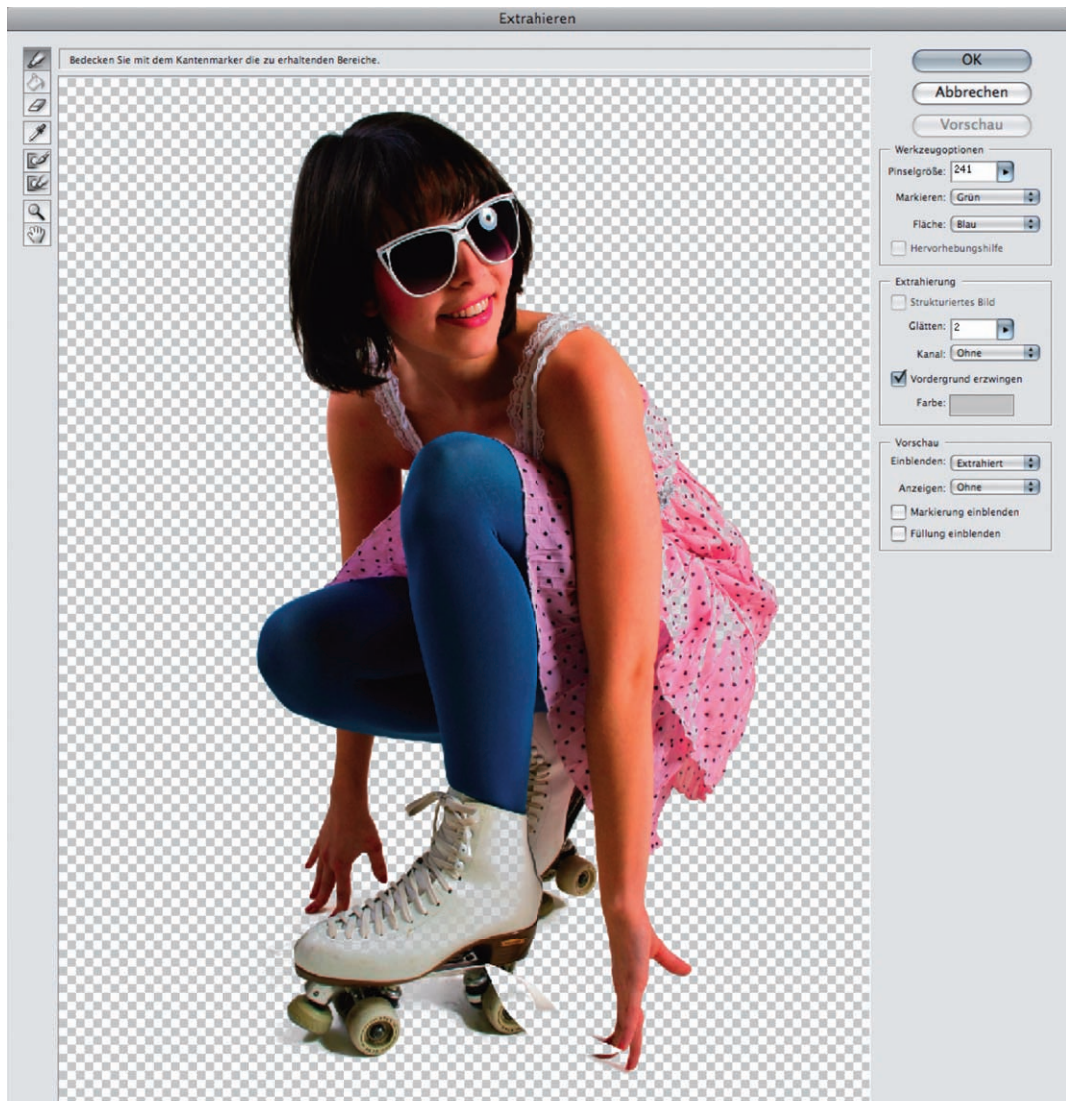 Extrahieren
Bedecken Sie mit dem Kantenmarker die zu erhaltenden Bereiche.
OK
Abbrechen
Vorschau
Werkzeugoptionen
Pinselgröße: 241
Markieren: Grün
Fläche: Blau
Hervorhebungshilfe
Extrahierung
Strukturiertes Bild
Glätten: 2
Kanal: Ohne
Vordergrund erzwingen
Farbe:
Vorschau
Einblenden: Extrahiert
Anzeigen: Ohne
Markierung einblenden
Füllung einblenden